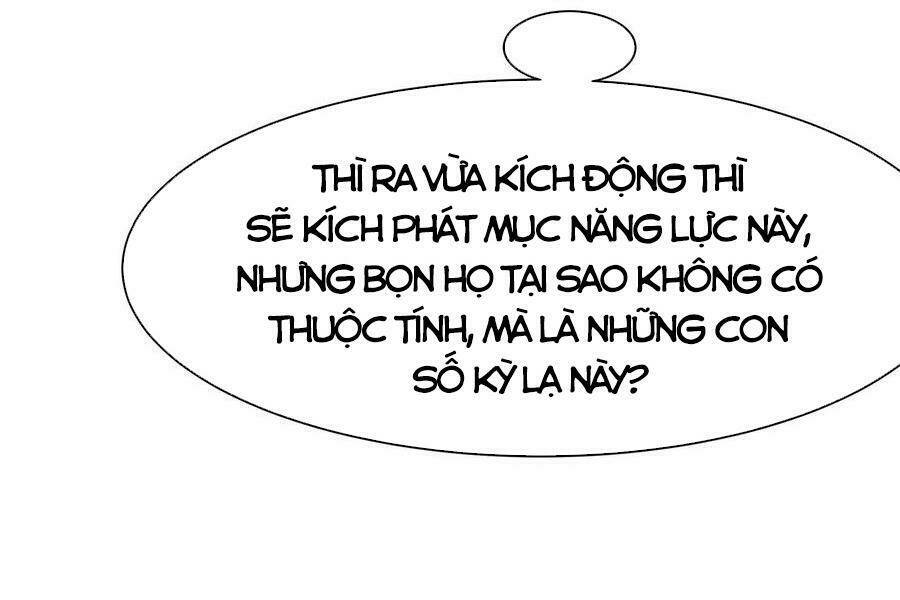 THÌ RA VỪA KÍCH ĐỘNG THÌ
SẼ KÍCH PHÁT MỤC NĂNG LỰC NÀY,
NHƯNG BỌN HỌ TẠI SAO KHÔNG CÓ
THUỘC TÍNH, MÀ LÀ NHỮNG CON
SỐ KỲ LẠ NÀY?